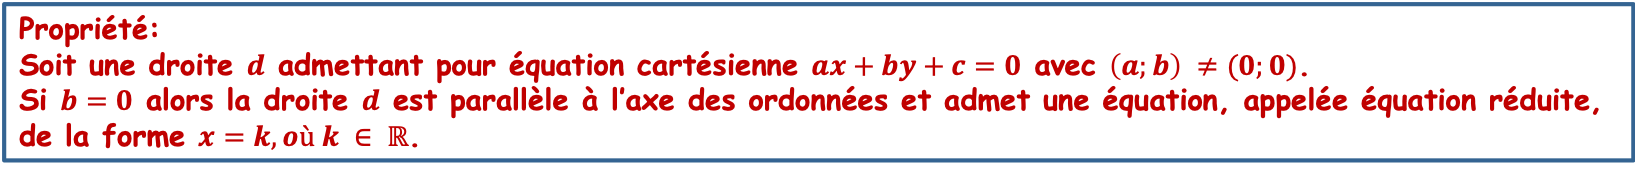 Propriété:
Soit une droite d admettant pour équation cartésienne ax + by + c = 0 avec (a; b) ≠ (0; 0).
Si b = 0 alors la droite d est parallèle à l'axe des ordonnées et admet une équation, appelée équation réduite,
de la forme x = k, où k ∈ ℝ.